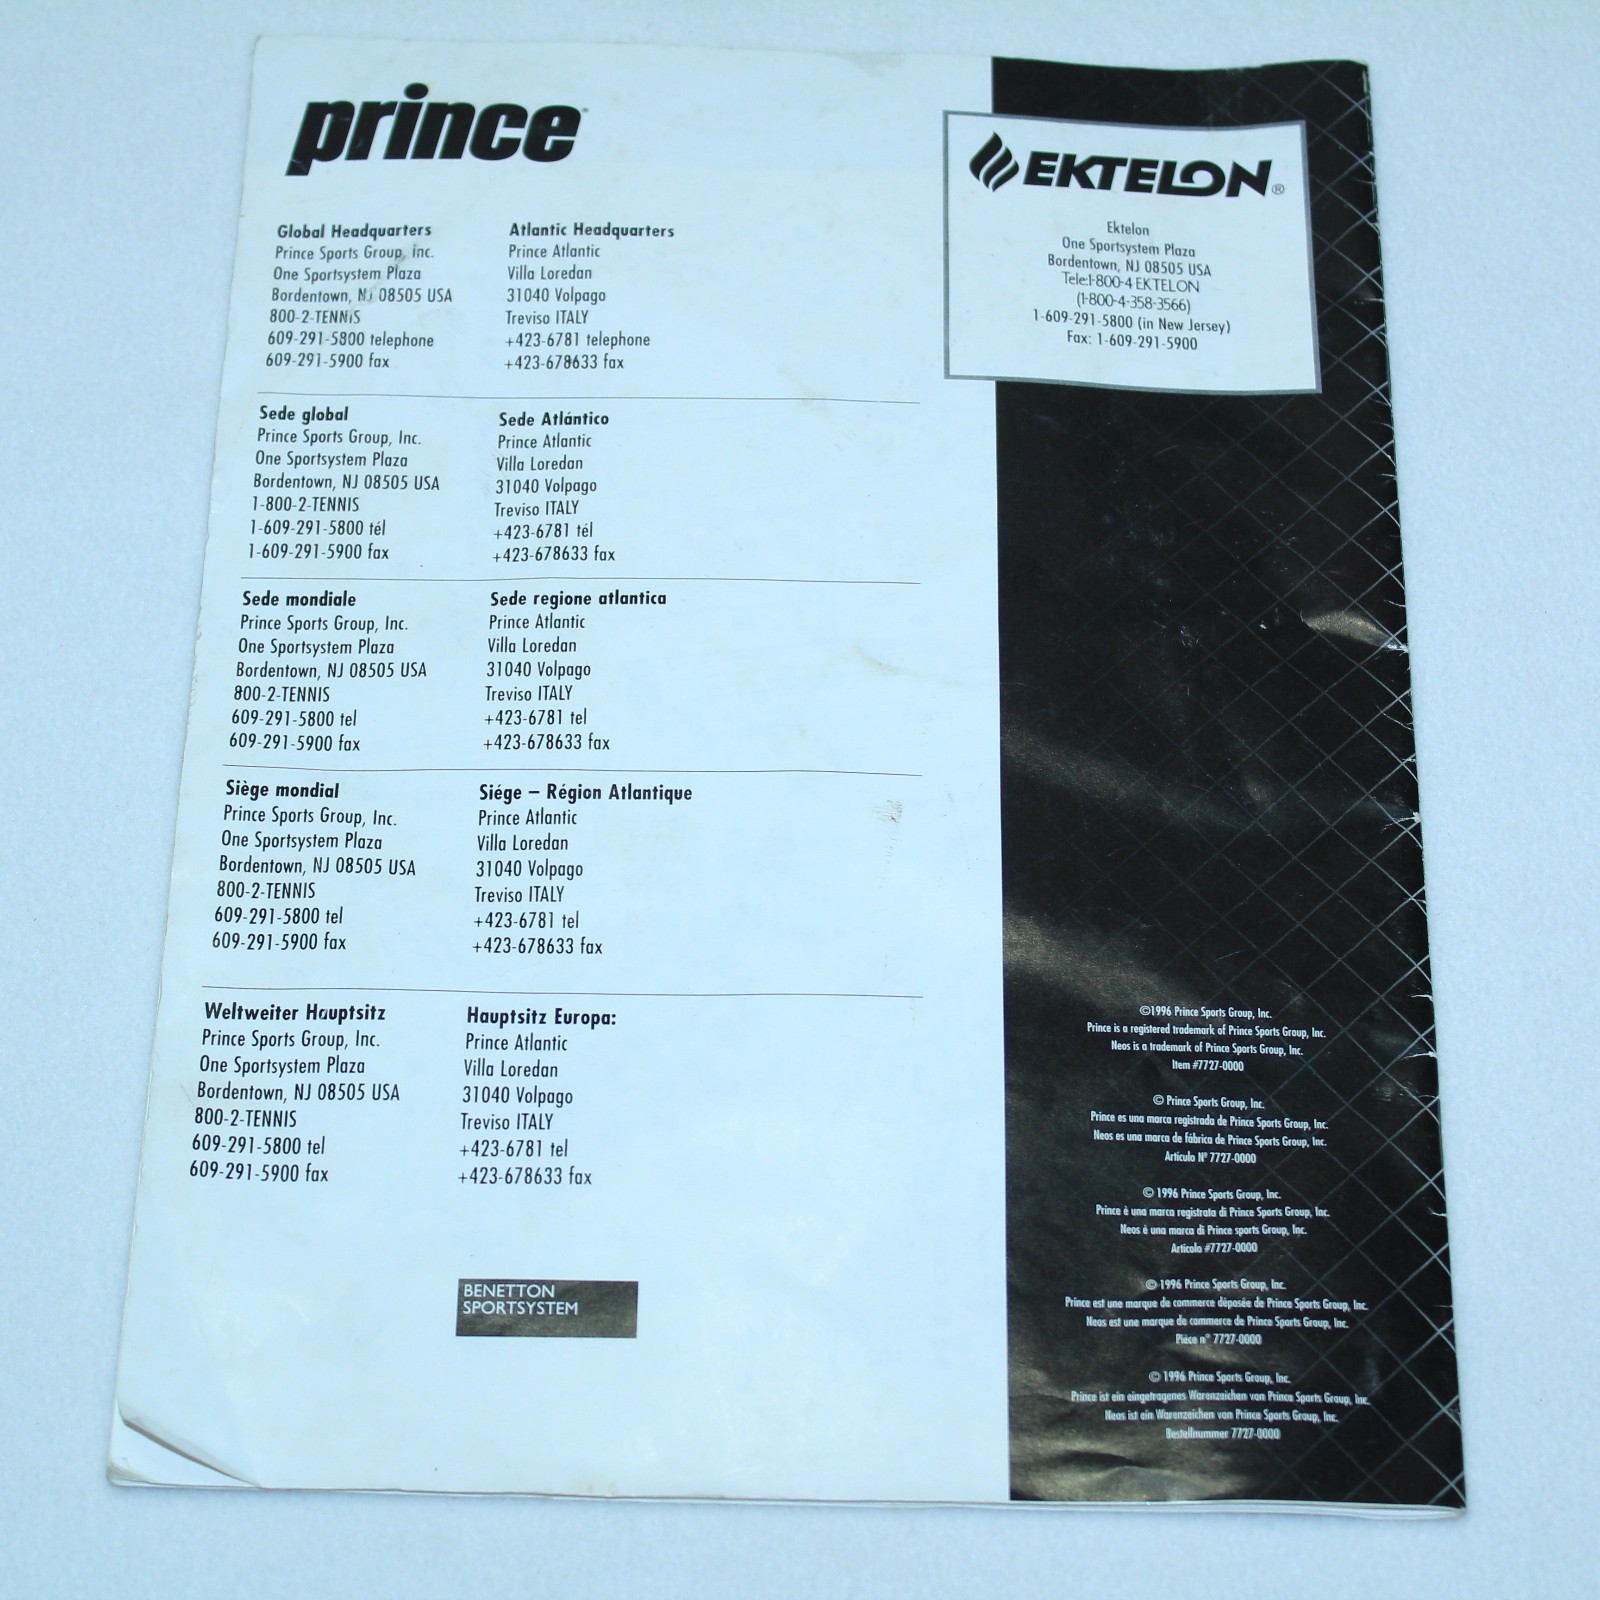 prince™
Global Headquarters
Prince Sports Group, Inc.
One Sportsystem Plaza
Bordentown, NJ 08505 USA
800-2-TENNIS
609-291-5800 telephone
609-291-5900 fax
Atlantic Headquarters
Prince Atlantic
Villa Loredan
31040 Volpago
Treviso ITALY
+423-6781 telephone
+423-678633 fax
Sede global
Prince Sports Group, Inc.
One Sportsystem Plaza
Bordentown, NJ 08505 USA
1-800-2-TENNIS
1-609-291-5800 tél
1-609-291-5900 fax
Sede Atlántico
Prince Atlantic
Villa Loredan
31040 Volpago
Treviso ITALY
+423-6781 tél
+423-678633 fax
Sede mondiale
Prince Sports Group, Inc.
One Sportsystem Plaza
Bordentown, NJ 08505 USA
800-2-TENNIS
609-291-5800 tel
609-291-5900 fax
Sede regione atlantica
Prince Atlantic
Villa Loredan
31040 Volpago
Treviso ITALY
+423-6781 tel
+423-678633 fax
Siège mondial
Prince Sports Group, Inc.
One Sportsystem Plaza
Bordentown, NJ 08505 USA
800-2-TENNIS
609-291-5800 tel
609-291-5900 fax
Siége – Région Atlantique
Prince Atlantic
Villa Loredan
31040 Volpago
Treviso ITALY
+423-6781 tel
+423-678633 fax
Weltweiter Hauptsitz
Prince Sports Group, Inc.
One Sportsystem Plaza
Bordentown, NJ 08505 USA
800-2-TENNIS
609-291-5800 tel
609-291-5900 fax
Hauptsitz Europa:
Prince Atlantic
Villa Loredan
31040 Volpago
Treviso ITALY
+423-6781 tel
+423-678633 fax
BENETTON
SPORTSYSTEM
EKTELON®
Ektelon
One Sportsystem Plaza
Bordentown, NJ 08505 USA
Tele:1-800-4 EKTELON
(1-800-4-358-3566)
1-609-291-5800 (in New Jersey)
Fax: 1-609-291-5900
©1996 Prince Sports Group, Inc.
Prince is a registered trademark of Prince Sports Group, Inc.
Neos is a trademark of Prince Sports Group, Inc.
Item #7727-0000
© Prince Sports Group, Inc.
Prince es una marca registrada de Prince Sports Group, Inc.
Neos es una marca de fábrica de Prince Sports Group, Inc.
Artículo Nº 7727-0000
© 1996 Prince Sports Group, Inc.
Prince è una marca registrata di Prince Sports Group, Inc.
Neos è una marca di Prince sports Group, Inc.
Articolo #7727-0000
© 1996 Prince Sports Group, Inc.
Prince est une marque de commerce déposée de Prince Sports Group, Inc.
Neos est une marque de commerce de Prince Sports Group, Inc.
Pièce n° 7727-0000
© 1996 Prince Sports Group, Inc.
Prince ist ein eingetragenes Warenzeichen von Prince Sports Group, Inc.
Neos ist ein Warenzeichen von Prince Sports Group, Inc.
Bestellnummer 7727-0000